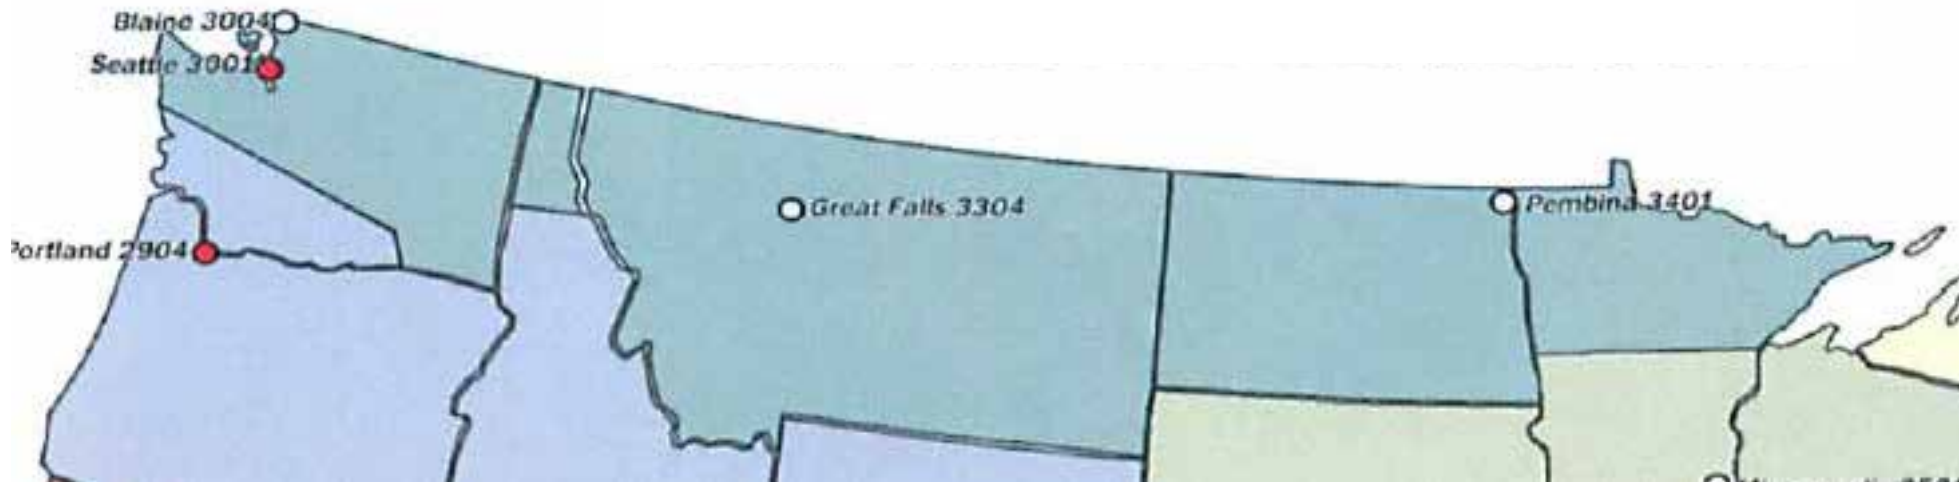 Blaine 3004
Seattle 3001
Great Falls 3304
Pembina 3401
Portland 2904